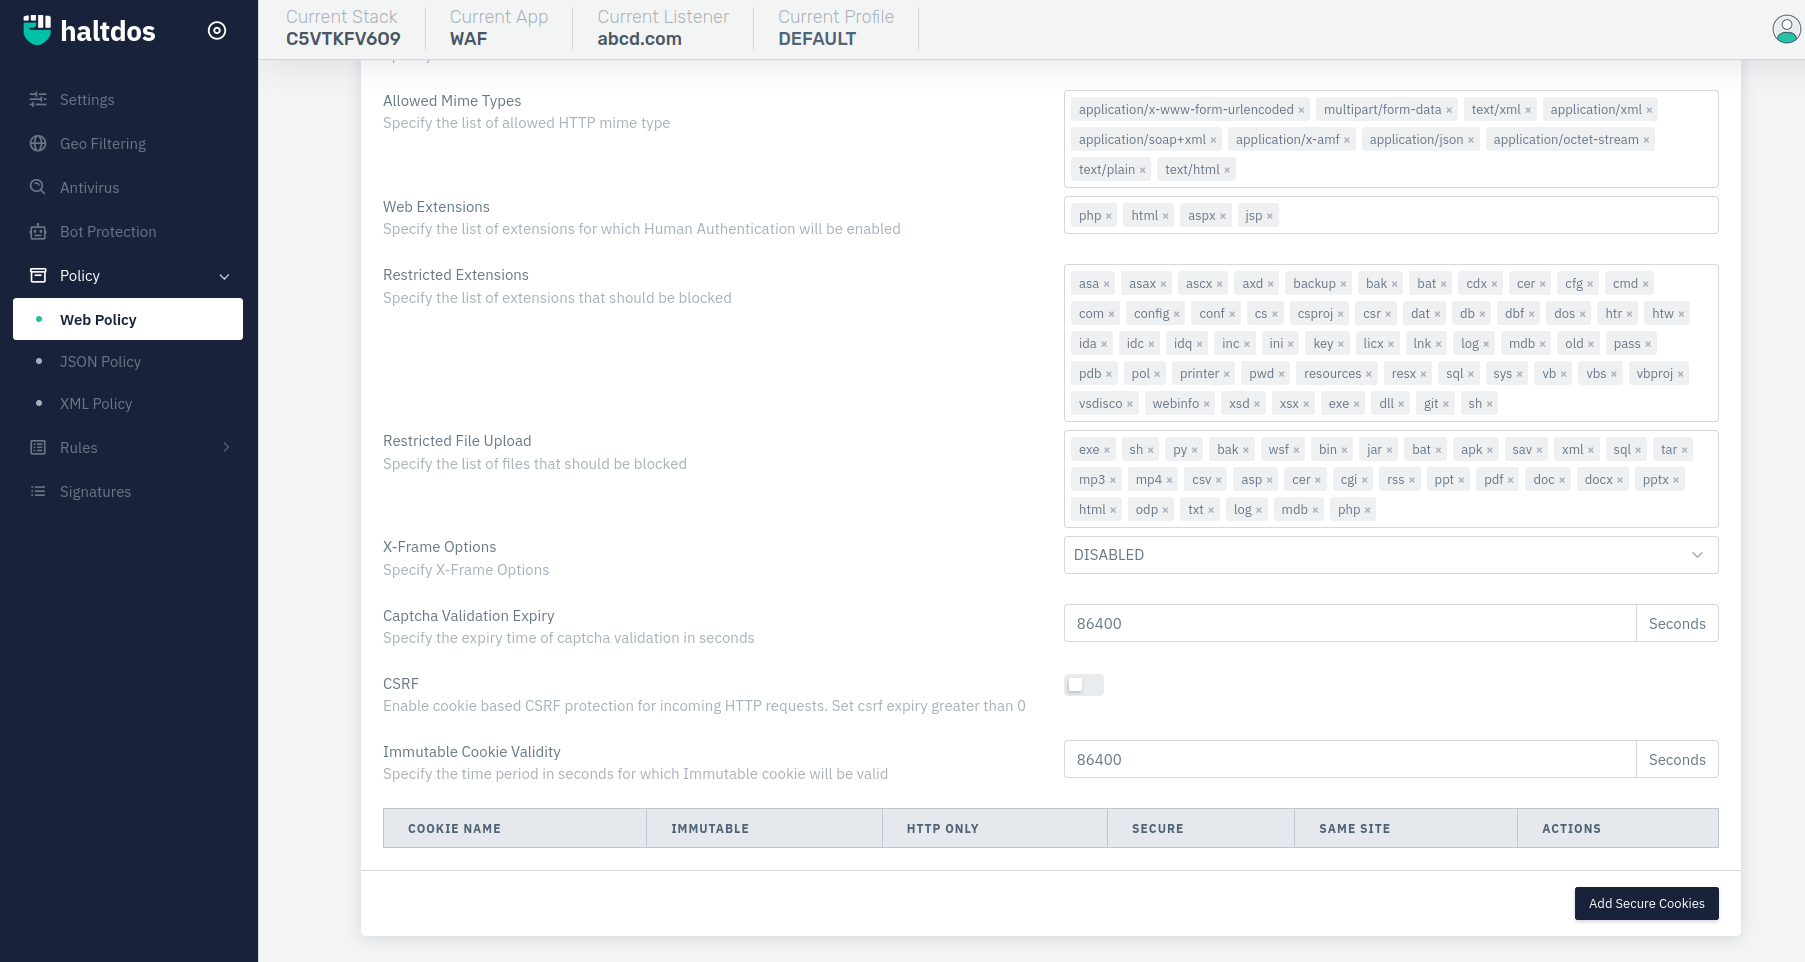 haltdos
Current Stack
C5VTKFV6O9
Current App
WAF
Current Listener
abcd.com
Current Profile
DEFAULT
Settings
Geo Filtering
Antivirus
Bot Protection
Policy
Web Policy
JSON Policy
XML Policy
Rules
Signatures
Allowed Mime Types
Specify the list of allowed HTTP mime type
application/x-www-form-urlencoded × multipart/form-data × text/xml × application/xml ×
application/soap+xml × application/x-amf × application/json × application/octet-stream ×
text/plain × text/html ×
Web Extensions
Specify the list of extensions for which Human Authentication will be enabled
php × html × aspx × jsp ×
Restricted Extensions
Specify the list of extensions that should be blocked
asa × asax × ascx × axd × backup × bak × bat × cdx × cer × cfg × cmd ×
com × config × conf × cs × csproj × csr × dat × db × dbf × dos × htr × htw ×
ida × idc × idq × inc × ini × key × licx × lnk × log × mdb × old × pass ×
pdb × pol × printer × pwd × resources × resx × sql × sys × vb × vbs × vbproj ×
vsdisco × webinfo × xsd × xsx × exe × dll × git × sh ×
Restricted File Upload
Specify the list of files that should be blocked
exe × sh × py × bak × wsf × bin × jar × bat × apk × sav × xml × sql × tar ×
mp3 × mp4 × csv × asp × cer × cgi × rss × ppt × pdf × doc × docx × pptx ×
html × odp × txt × log × mdb × php ×
X-Frame Options
Specify X-Frame Options
DISABLED
Captcha Validation Expiry
Specify the expiry time of captcha validation in seconds
86400 Seconds
CSRF
Enable cookie based CSRF protection for incoming HTTP requests. Set csrf expiry greater than 0
Immutable Cookie Validity
Specify the time period in seconds for which Immutable cookie will be valid
86400 Seconds
COOKIE NAME IMMUTABLE HTTP ONLY SECURE SAME SITE ACTIONS
Add Secure Cookies